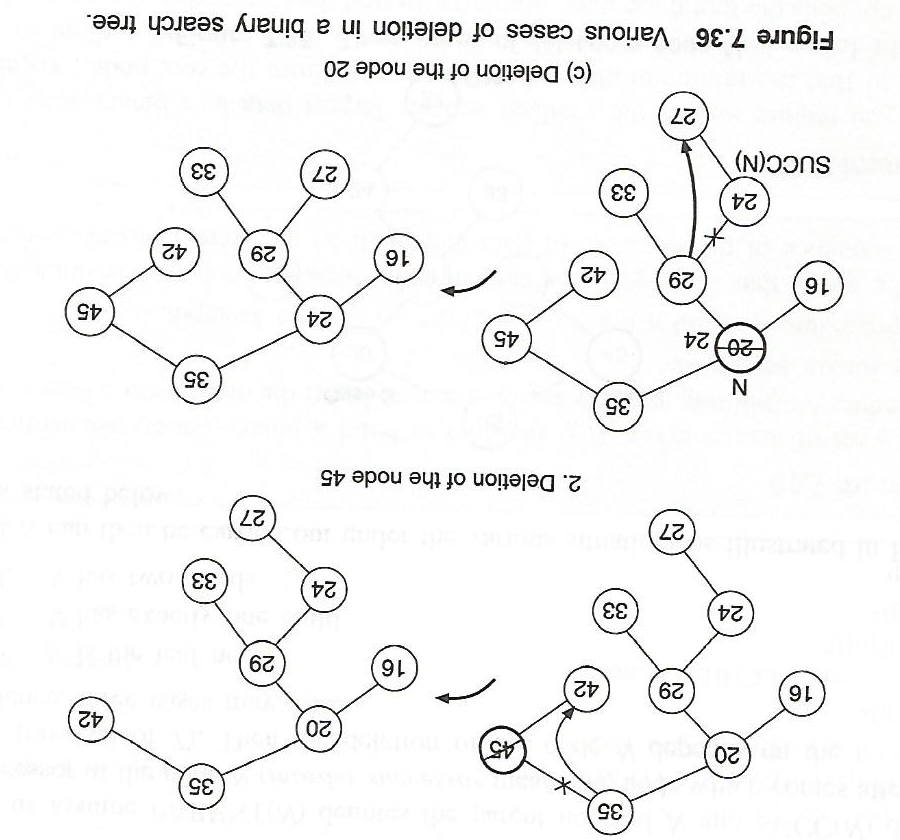 35
20 45
16 29 42
24 33
27
35
20 42
16 29
24 33
27
2. Deletion of the node 45
35
N
20 24 45
16 29 42
24 33
SUCC(N)
27
35
24 45
16 29 42
27 33
(c) Deletion of the node 20
Figure 7.36 Various cases of deletion in a binary search tree.